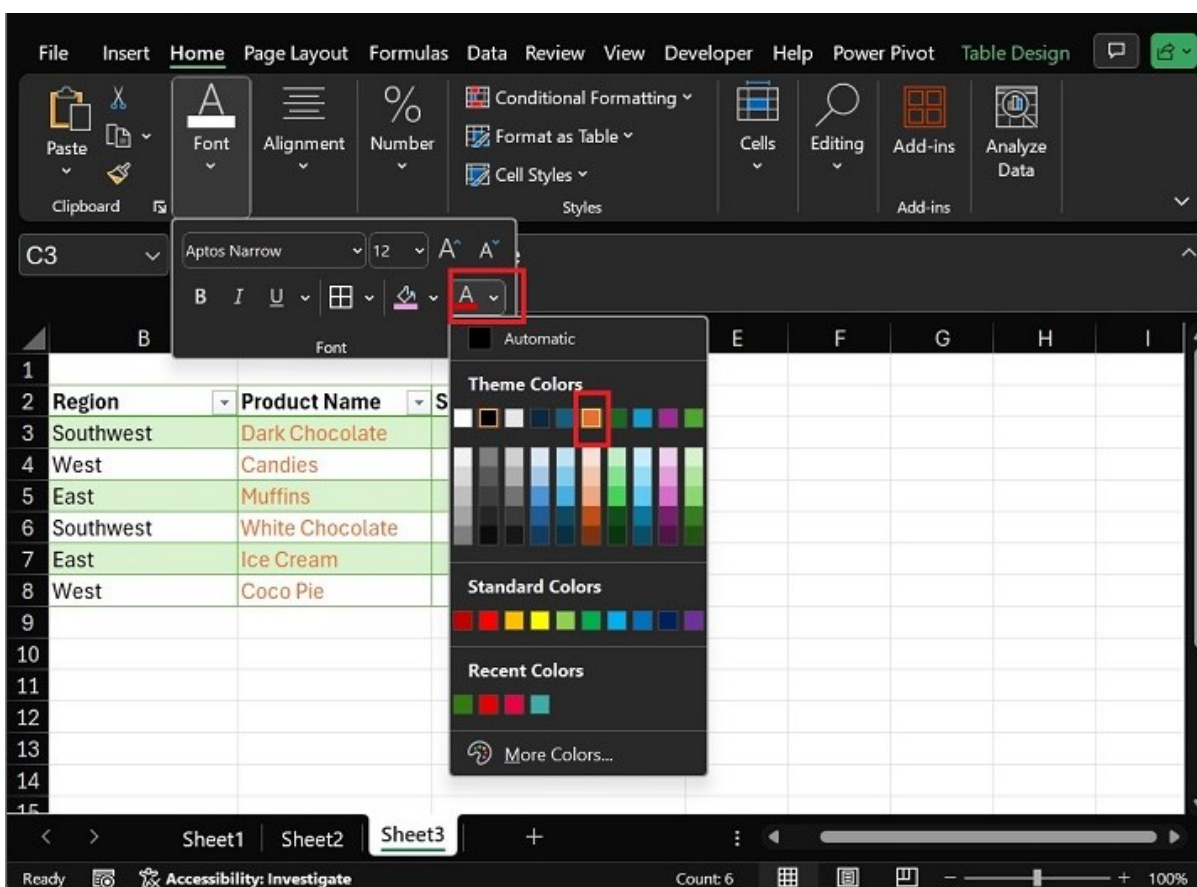 File Insert Home Page Layout Formulas Data Review View Developer Help Power Pivot Table Design
Paste
Font
Alignment
Number
Conditional Formatting
Format as Table
Cell Styles
Cells
Editing
Add-ins
Analyze
Data
Clipboard
Styles
Add-ins
C3
Aptos Narrow 12 A A
B I U A
Font
Automatic
B E F G H I
Theme Colors
1
2 Region Product Name S
3 Southwest Dark Chocolate
4 West Candies
5 East Muffins
6 Southwest White Chocolate
7 East Ice Cream
8 West Coco Pie
9
10
11
12
13
14
15
Standard Colors
Recent Colors
More Colors...
Sheet1 Sheet2 Sheet3 +
Ready Accessibility: Investigate Count: 6 - + 100%